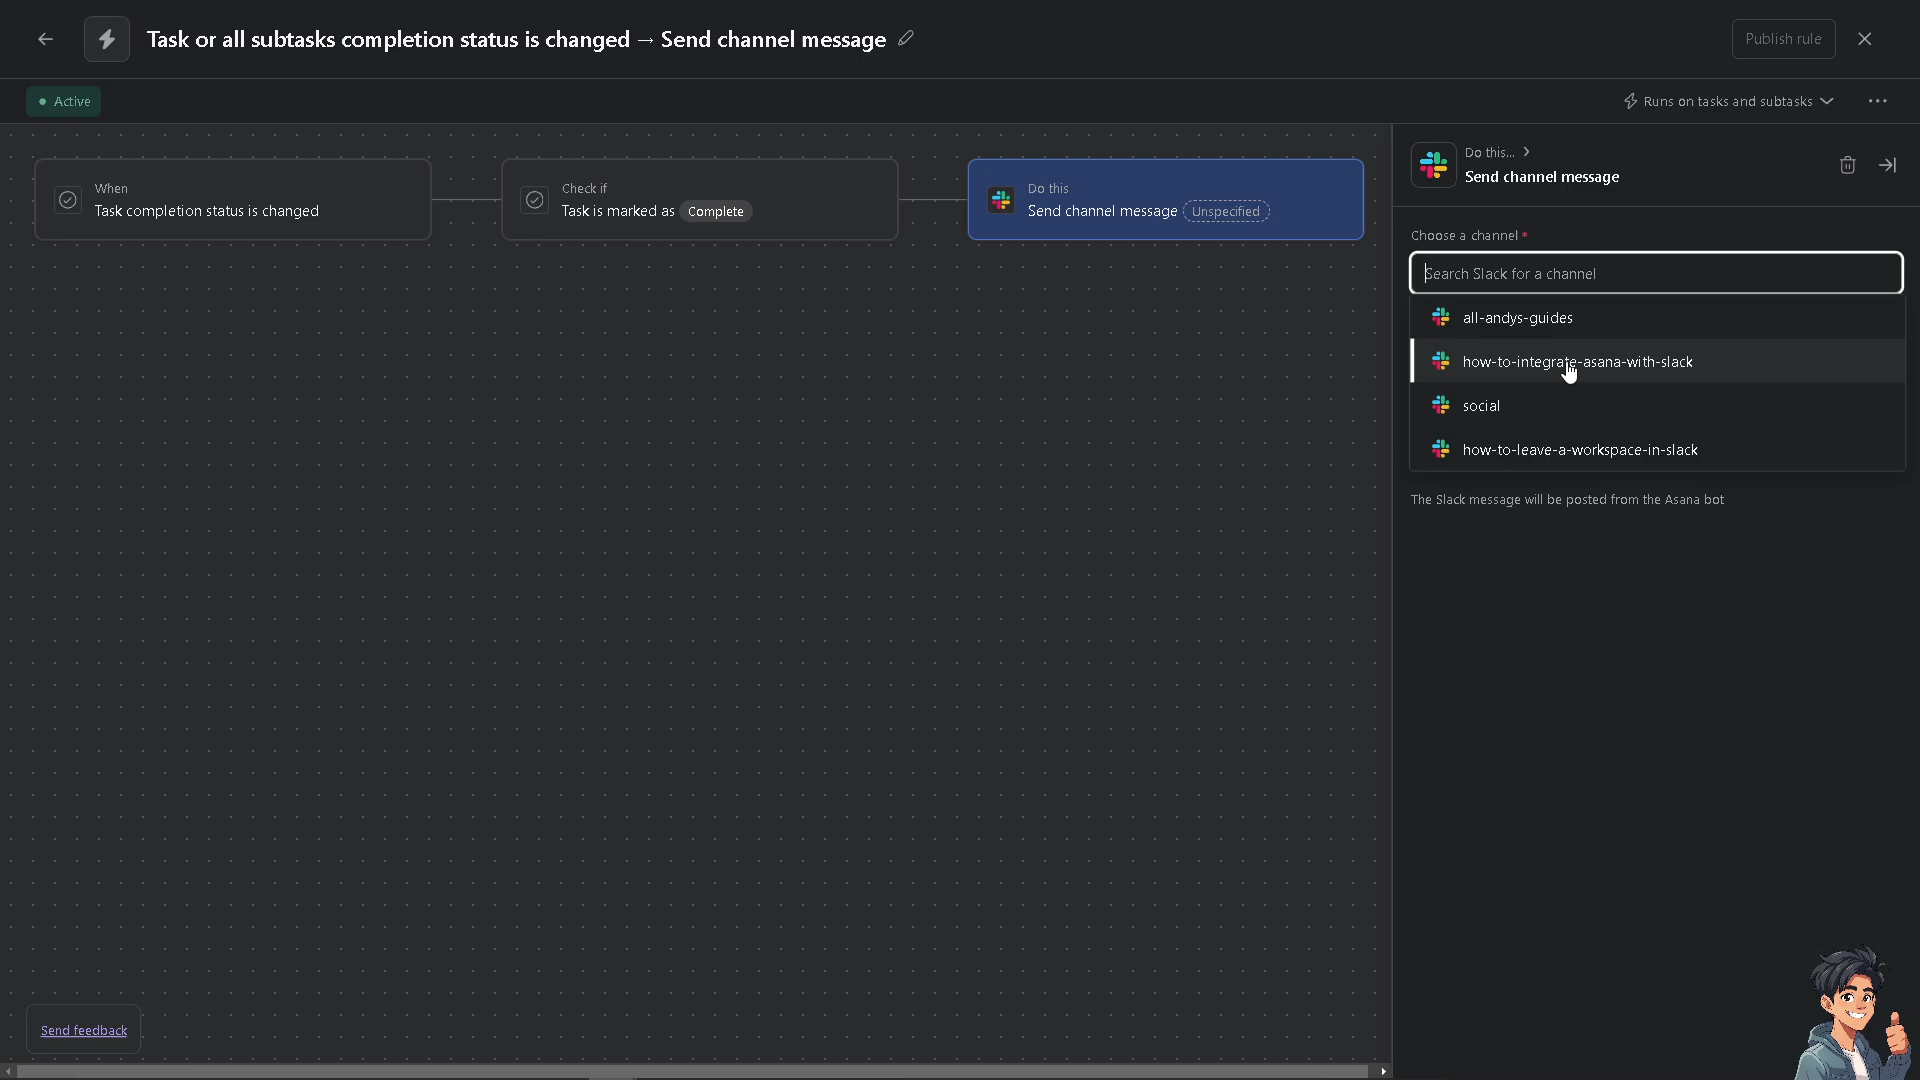 Task or all subtasks completion status is changed → Send channel message
Publish rule
Active
Runs on tasks and subtasks
When
Task completion status is changed
Check if
Task is marked as Complete
Do this
Send channel message Unspecified
Do this...
Send channel message
Choose a channel *
Search Slack for a channel
all-andys-guides
how-to-integrate-asana-with-slack
social
how-to-leave-a-workspace-in-slack
The Slack message will be posted from the Asana bot
Send feedback